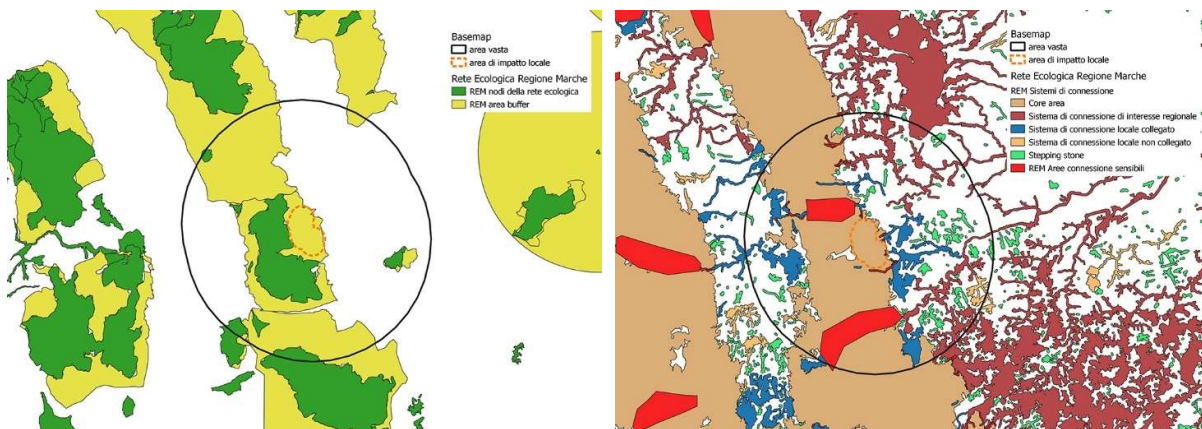 Basemap
area vasta
area di impatto locale
Rete Ecologica Regione Marche
REM nodi della rete ecologica
REM area buffer
Basemap
area vasta
area di impatto locale
Rete Ecologica Regione Marche
REM Sistemi di connessione
Core area
Sistema di connessione di interesse regionale
Sistema di connessione locale collegato
Sistema di connessione locale non collegato
Stepping stone
REM Aree connessione sensibili